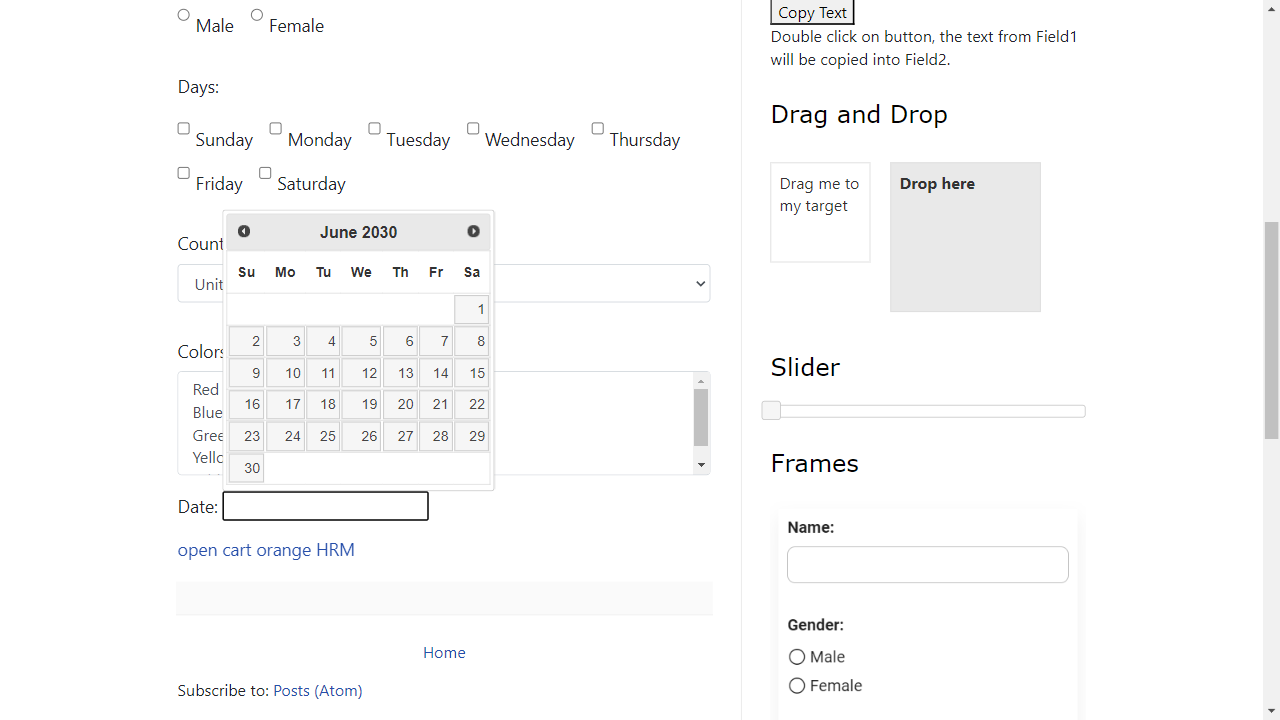 Male Female
Days:
Sunday Monday Tuesday Wednesday Thursday
Friday Saturday
Count
Unit
Colors
Red
Blue
Gree
Yello
June 2030
Su Mo Tu We Th Fr Sa
1
2 3 4 5 6 7 8
9 10 11 12 13 14 15
16 17 18 19 20 21 22
23 24 25 26 27 28 29
30
Date:
open cart orange HRM
Home
Subscribe to: Posts (Atom)
Copy Text
Double click on button, the text from Field1
will be copied into Field2.
Drag and Drop
Drag me to
my target
Drop here
Slider
Frames
Name:
Gender:
Male
Female